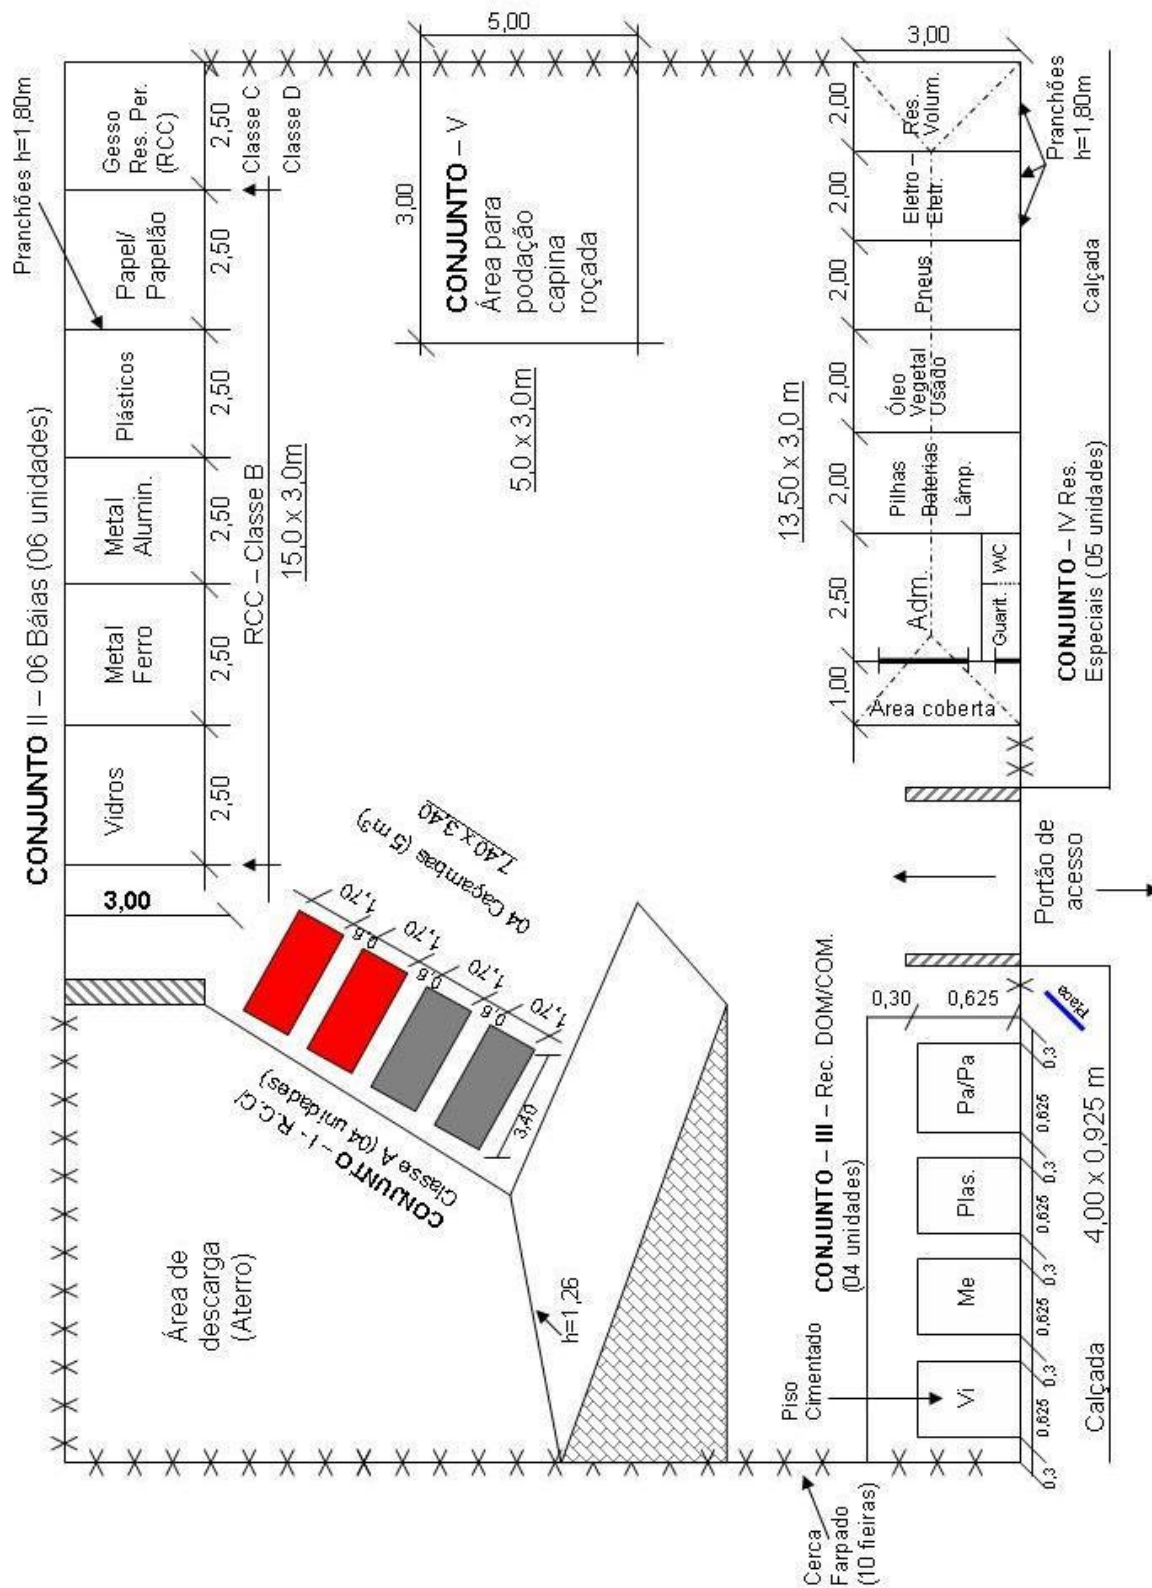 CONJUNTO II – 06 Báias (06 unidades)
Pranchões h=1,80m
3,00
Vidros
Metal
Ferro
Metal
Alumin.
Plásticos
Papel/
Papelão
Gesso
Res. Per.
(RCC)
2,50
2,50
2,50
2,50
2,50
2,50
RCC – Classe B
Classe C
Classe D
15,0 x 3,0m
Área de
descarga
(Aterro)
CONJUNTO – I - R.C.C/
Classe A (04 unidades)
04 Caçambas (5 m³)
7,40 x 3,40
1,70
0,6
1,70
0,6
1,70
0,6
1,70
3,40
h=1,26
5,00
3,00
CONJUNTO – V
Área para
podação
capina
roçada
5,0 x 3,0m
13,50 x 3,0 m
1,00
2,50
2,00
2,00
2,00
2,00
2,00
3,00
Área coberta
Adm.
Guarit.
WC
Pilhas
Baterias
Lâmp.
Óleo
Vegetal
Usado
Pneus
Eletro –
Eletr.
Res.
Volum.
Pranchões
h=1,80m
CONJUNTO – IV Res.
Especiais ( 05 unidades)
Calçada
Portão de
acesso
Placa
CONJUNTO – III – Rec. DOM/COM.
(04 unidades)
0,30
0,625
Piso
Cimentado
Vi
Me
Plas.
Pa/Pa
0,3
0,625
0,3
0,625
0,3
0,625
0,3
0,625
0,3
Calçada
4,00 x 0,925 m
Cerca
Farpado
(10 fieiras)